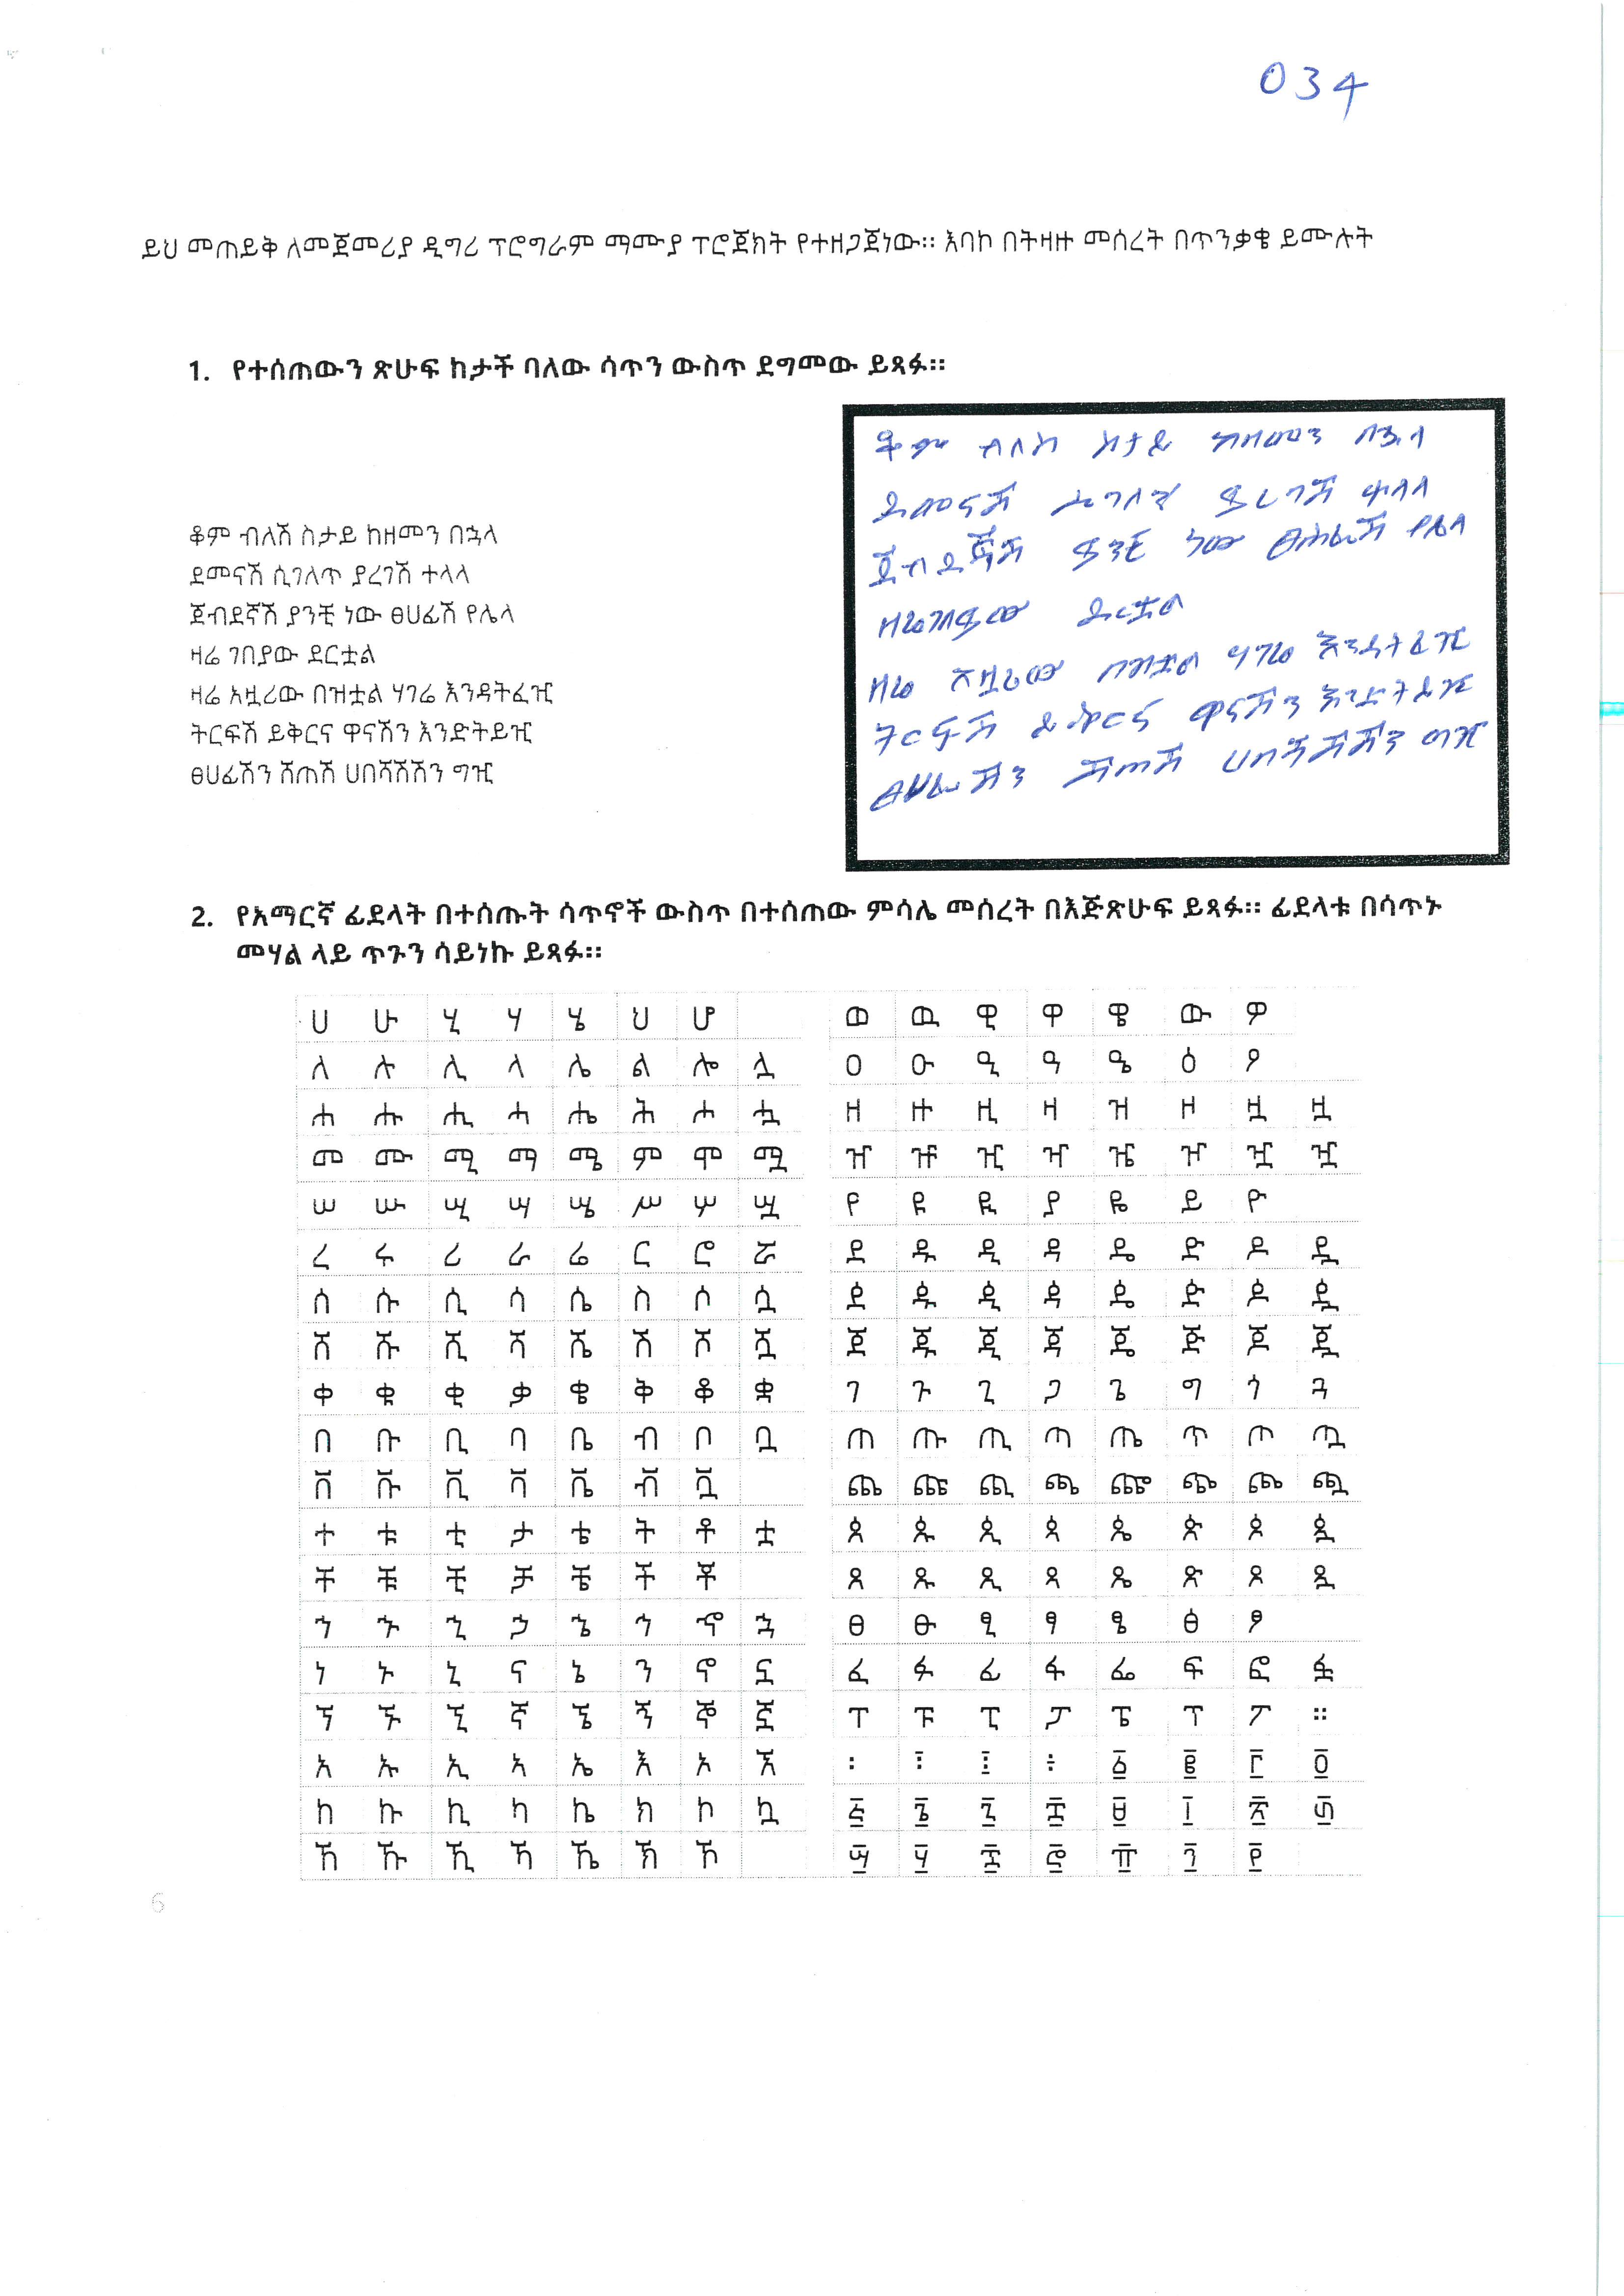 034
ይህ መጠይቅ ለመጀመሪያ ዲግሪ ፕሮግራም ማሙያ ፕሮጀክት የተዘጋጀነው። እባኮ በትዛዙ መሰረት በጥንቃቄ ይሙሉት
1. የተሰጠውን ጽሁፍ ከታች ባለው ሳጥን ውስጥ ደግመው ይጻፉ።
ቆም ብለሽ ስታይ ከዘመን በኋላ
ደመናሽ ሲገለጥ ያረገሽ ተላላ
ጀብደኛሽ ያንቺ ነው ፀሀፊሽ የሌላ
ዛሬ ገበያው ደርቷል
ዛሬ አዟሪው በዝቷል ሃገሬ እንዳትፈዢ
ትርፍሽ ይቅርና ዋናሽን እንድትይዢ
ፀሀፊሽን ሸጠሽ ሀበሻሽሽን ግዢ
ቆም ብለስ ስታይ ከዘመን በኋላ
ደመናሽ ሲገለጥ ያረገሽ ተላላ
ጀብደኛሽ ያንቺ ነው ፀሐፊሽ የሌላ
ዛሬ ገበያው ደርቷል
ዛሬ አዟሪው በዝቷል ሃገሬ እንዳትፈዢ
ትርፍሽ ይቅርና ዋናሽን እንድትይዢ
ፀሀፊሽን ሸጠሽ ሀበሻሽሽን ግዢ
2. የአማርኛ ፊደላት በተሰጡት ሳጥኖች ውስጥ በተሰጠው ምሳሌ መሰረት በእጅጽሁፍ ይጻፉ። ፊደላቱ በሳጥኑ
መሃል ላይ ጥጉን ሳይነኩ ይጻፉ።
ሀ ሁ ሂ ሃ ሄ ህ ሆ ወ ዉ ዊ ዋ ዌ ው ዎ
ለ ሉ ሊ ላ ሌ ል ሎ ሏ ዐ ዑ ዒ ዓ ዔ ዕ ዖ
ሐ ሑ ሒ ሓ ሔ ሕ ሖ ሗ ዘ ዙ ዚ ዛ ዝ ዞ ዟ ዟ
መ ሙ ሚ ማ ሜ ም ሞ ሟ ዠ ዡ ዢ ዣ ዤ ዦ ዧ ዧ
ሠ ሡ ሢ ሣ ሤ ሥ ሦ ሧ የ ዩ ዪ ያ ዬ ይ ዮ
ረ ሩ ሪ ራ ሬ ር ሮ ሯ ደ ዱ ዲ ዳ ዴ ድ ዶ ዷ
ሰ ሱ ሲ ሳ ሴ ስ ሶ ሷ ዸ ዹ ዺ ዻ ዼ ዽ ዾ ዿ
ሸ ሹ ሺ ሻ ሼ ሽ ሾ ሿ ጀ ጁ ጂ ጃ ጄ ጅ ጆ ጇ
ቀ ቁ ቂ ቃ ቄ ቅ ቆ ቋ ገ ጉ ጊ ጋ ጌ ግ ጎ ጓ
በ ቡ ቢ ባ ቤ ብ ቦ ቧ ጠ ጡ ጢ ጣ ጤ ጥ ጦ ጧ
ቨ ቩ ቪ ቫ ቬ ቭ ቯ ጨ ጩ ጪ ጫ ጬ ጭ ጮ ጯ
ተ ቱ ቲ ታ ቴ ት ቶ ቷ ጰ ጱ ጲ ጳ ጴ ጵ ጶ ጷ
ቸ ቹ ቺ ቻ ቼ ች ቾ ጸ ጹ ጺ ጻ ጼ ጽ ጾ ጿ
ኀ ኁ ኂ ኃ ኄ ኅ ኆ ኋ ፀ ፁ ፂ ፃ ፄ ፅ ፆ
ነ ኑ ኒ ና ኔ ን ኖ ኗ ፈ ፉ ፊ ፋ ፌ ፍ ፎ ፏ
ኘ ኙ ኚ ኛ ኜ ኝ ኞ ኟ ፐ ፑ ፒ ፓ ፔ ፕ ፖ ።
አ ኡ ኢ ኣ ኤ እ ኦ ኧ ፡ ፤ ፩ ፪ ፫ ፬
ከ ኩ ኪ ካ ኬ ክ ኮ ኳ ፭ ፮ ፯ ፰ ፱ ፲ ፳ ፴
ኸ ኹ ኺ ኻ ኼ ኽ ኾ ፵ ፶ ፷ ፸ ፹ ፺ ፻
6